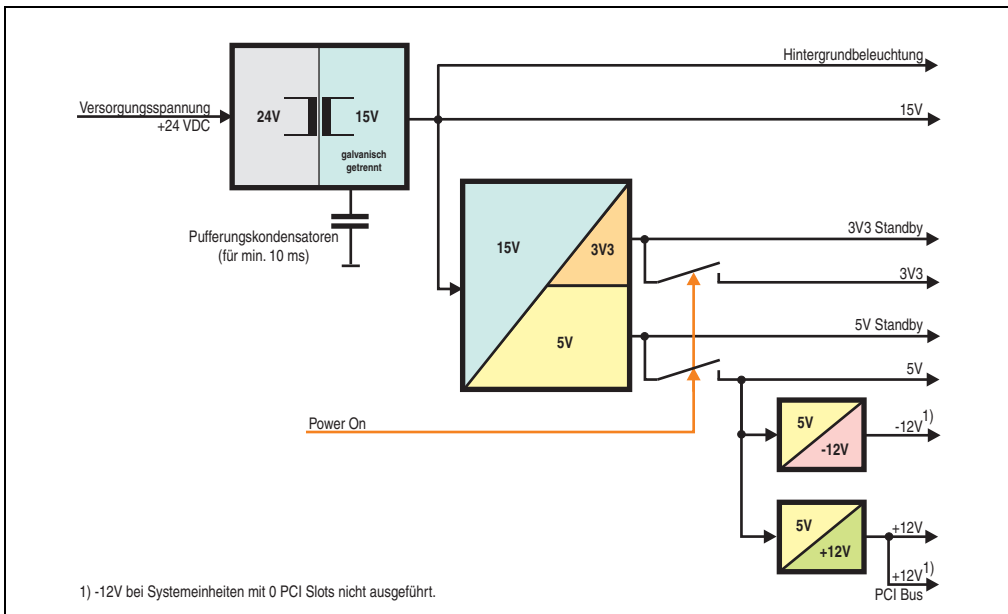 Hintergrundbeleuchtung
Versorgungsspannung
+24 VDC
24V
15V
galvanisch
getrennt
15V
Pufferungskondensatoren
(für min. 10 ms)
15V
3V3
5V
3V3 Standby
3V3
5V Standby
5V
Power On
5V
-12V
-12V 1)
5V
+12V
+12V
+12V 1)
PCI Bus
1) -12V bei Systemeinheiten mit 0 PCI Slots nicht ausgeführt.